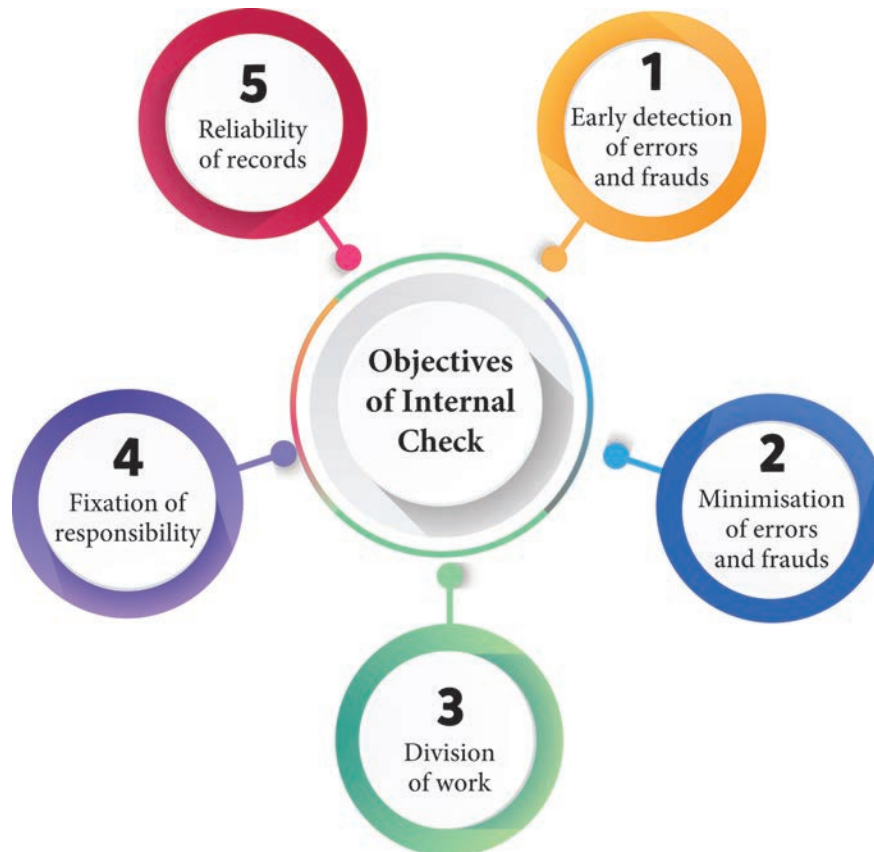 Objectives
of Internal
Check
1
Early detection
of errors
and frauds
2
Minimisation
of errors
and frauds
3
Division
of work
4
Fixation of
responsibility
5
Reliability
of records